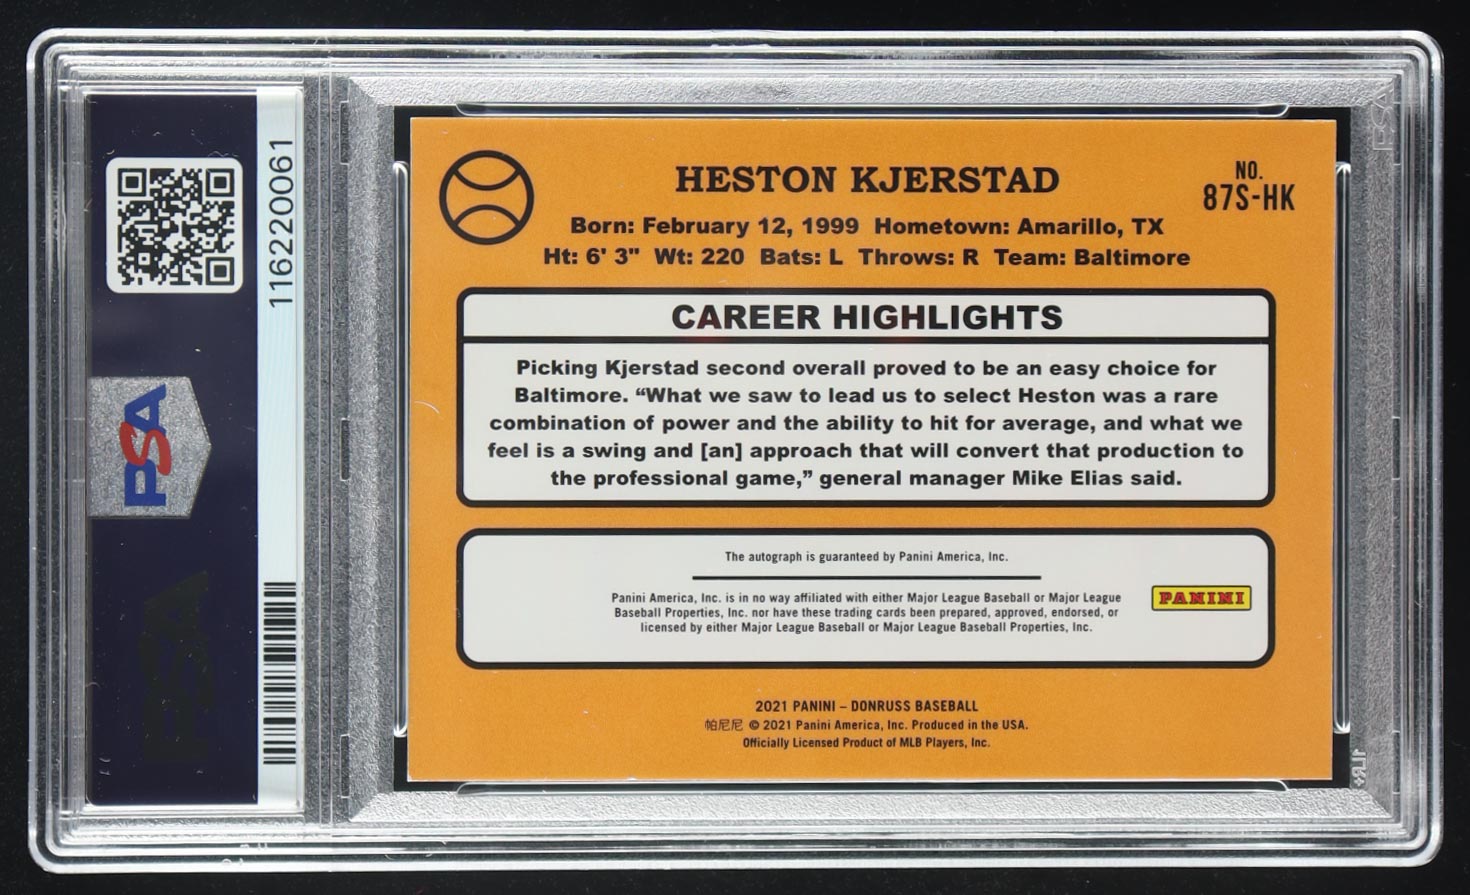 HESTON KJERSTAD
NO.
87S-HK
Born: February 12, 1999 Hometown: Amarillo, TX
Ht: 6' 3" Wt: 220 Bats: L Throws: R Team: Baltimore
CAREER HIGHLIGHTS
Picking Kjerstad second overall proved to be an easy choice for
Baltimore. “What we saw to lead us to select Heston was a rare
combination of power and the ability to hit for average, and what we
feel is a swing and [an] approach that will convert that production to
the professional game,” general manager Mike Elias said.
The autograph is guaranteed by Panini America, Inc.
Panini America, Inc. is in no way affiliated with either Major League Baseball or Major League
Baseball Properties, Inc. nor have these trading cards been prepared, approved, endorsed, or
licensed by either Major League Baseball or Major League Baseball Properties, Inc.
PANINI
2021 PANINI – DONRUSS BASEBALL
帕尼尼 © 2021 Panini America, Inc. Produced in the USA.
Officially Licensed Product of MLB Players, Inc.
116220061
PSA
PSA